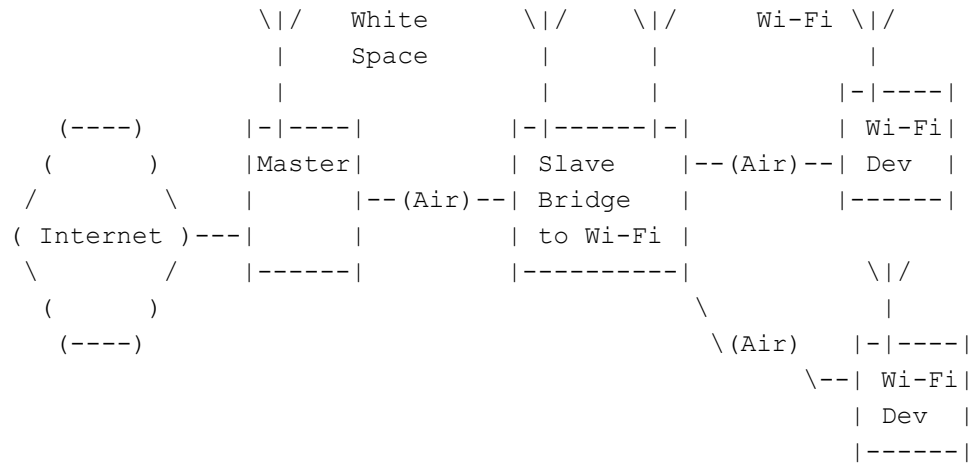 \|/ White \|/ \|/ Wi-Fi \|/
| Space | | |
| | | |-|----|
(----) |-|----| |-|------|-| | Wi-Fi|
( ) |Master| | Slave |--(Air)--| Dev |
/ \ | |--(Air)--| Bridge | |------|
( Internet )---| | | to Wi-Fi |
\ / |------| |----------| \|/
( ) \ |
(----) \(Air) |-|----|
\--| Wi-Fi|
| Dev |
|------|